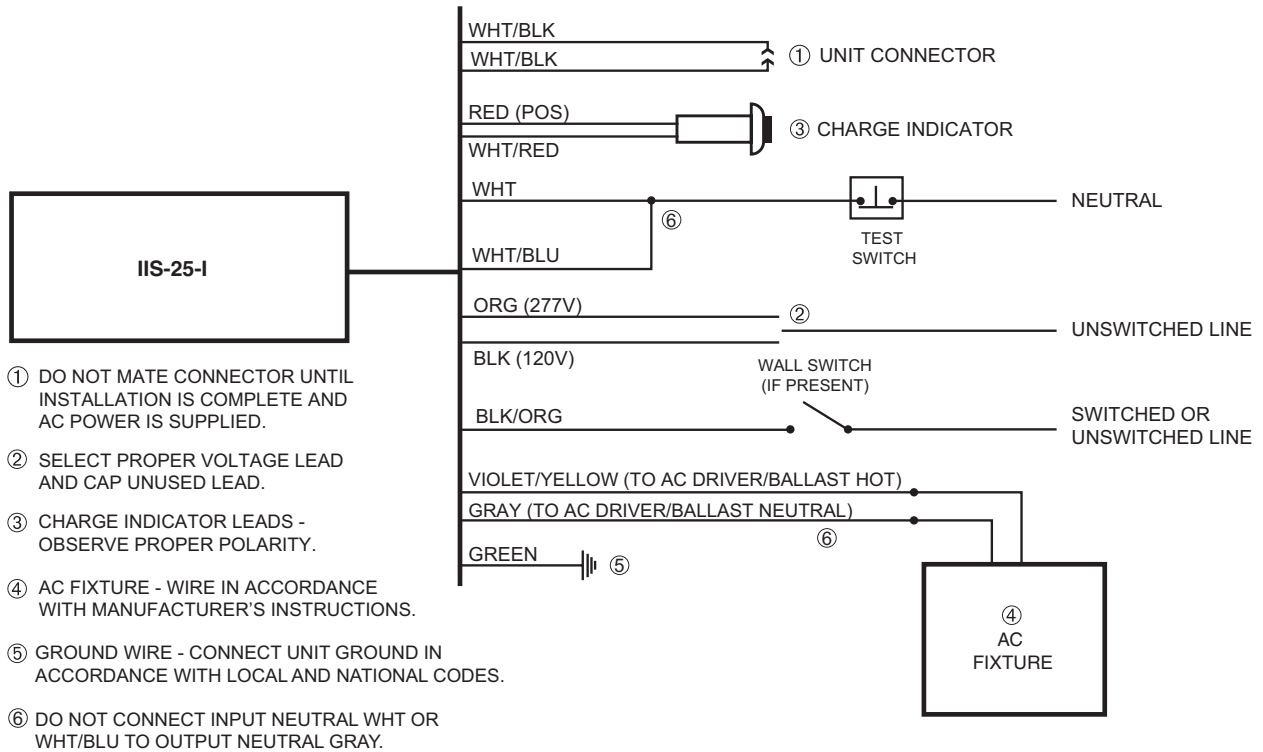 WHT/BLK
WHT/BLK
① UNIT CONNECTOR
RED (POS)
③ CHARGE INDICATOR
WHT/RED
WHT
NEUTRAL
⑥
TEST
SWITCH
WHT/BLU
IIS-25-I
ORG (277V)
②
UNSWITCHED LINE
BLK (120V)
WALL SWITCH
(IF PRESENT)
BLK/ORG
SWITCHED OR
UNSWITCHED LINE
VIOLET/YELLOW (TO AC DRIVER/BALLAST HOT)
GRAY (TO AC DRIVER/BALLAST NEUTRAL)
⑥
GREEN
⑤
④
AC
FIXTURE
① DO NOT MATE CONNECTOR UNTIL
INSTALLATION IS COMPLETE AND
AC POWER IS SUPPLIED.
② SELECT PROPER VOLTAGE LEAD
AND CAP UNUSED LEAD.
③ CHARGE INDICATOR LEADS -
OBSERVE PROPER POLARITY.
④ AC FIXTURE - WIRE IN ACCORDANCE
WITH MANUFACTURER'S INSTRUCTIONS.
⑤ GROUND WIRE - CONNECT UNIT GROUND IN
ACCORDANCE WITH LOCAL AND NATIONAL CODES.
⑥ DO NOT CONNECT INPUT NEUTRAL WHT OR
WHT/BLU TO OUTPUT NEUTRAL GRAY.